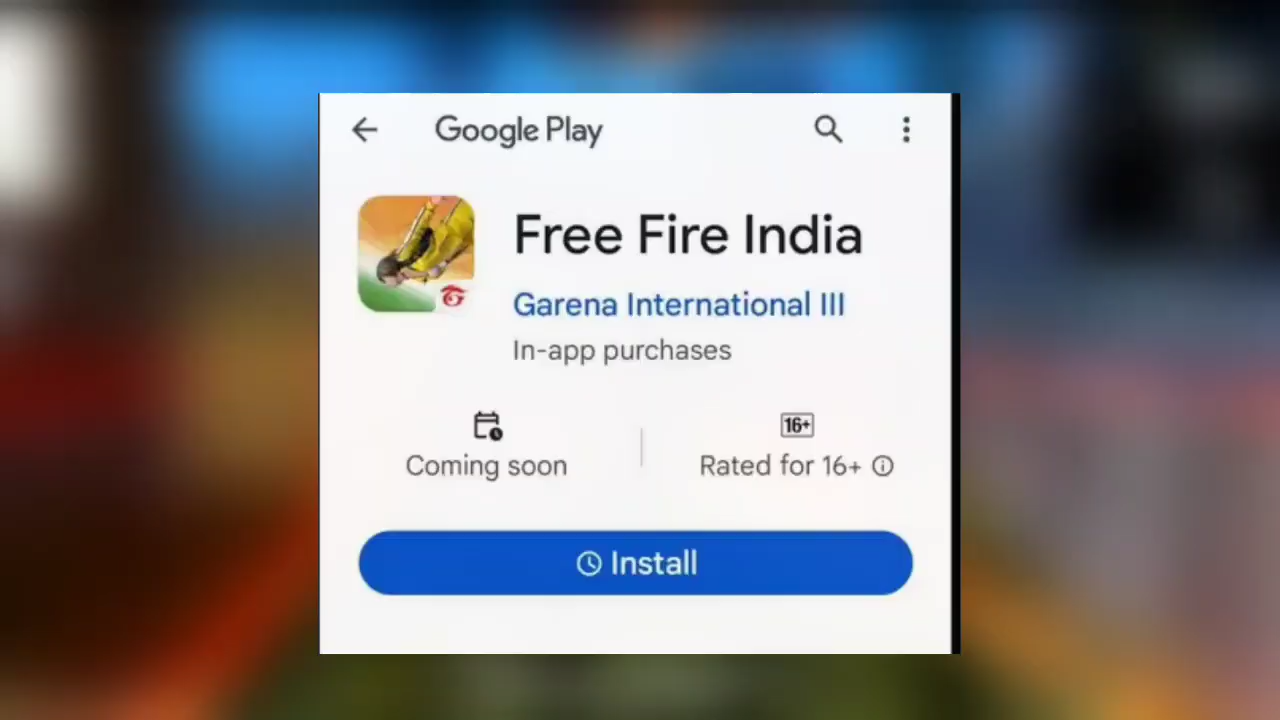 Google Play
Free Fire India
Garena International III
In-app purchases
16+
Coming soon
Rated for 16+
Install